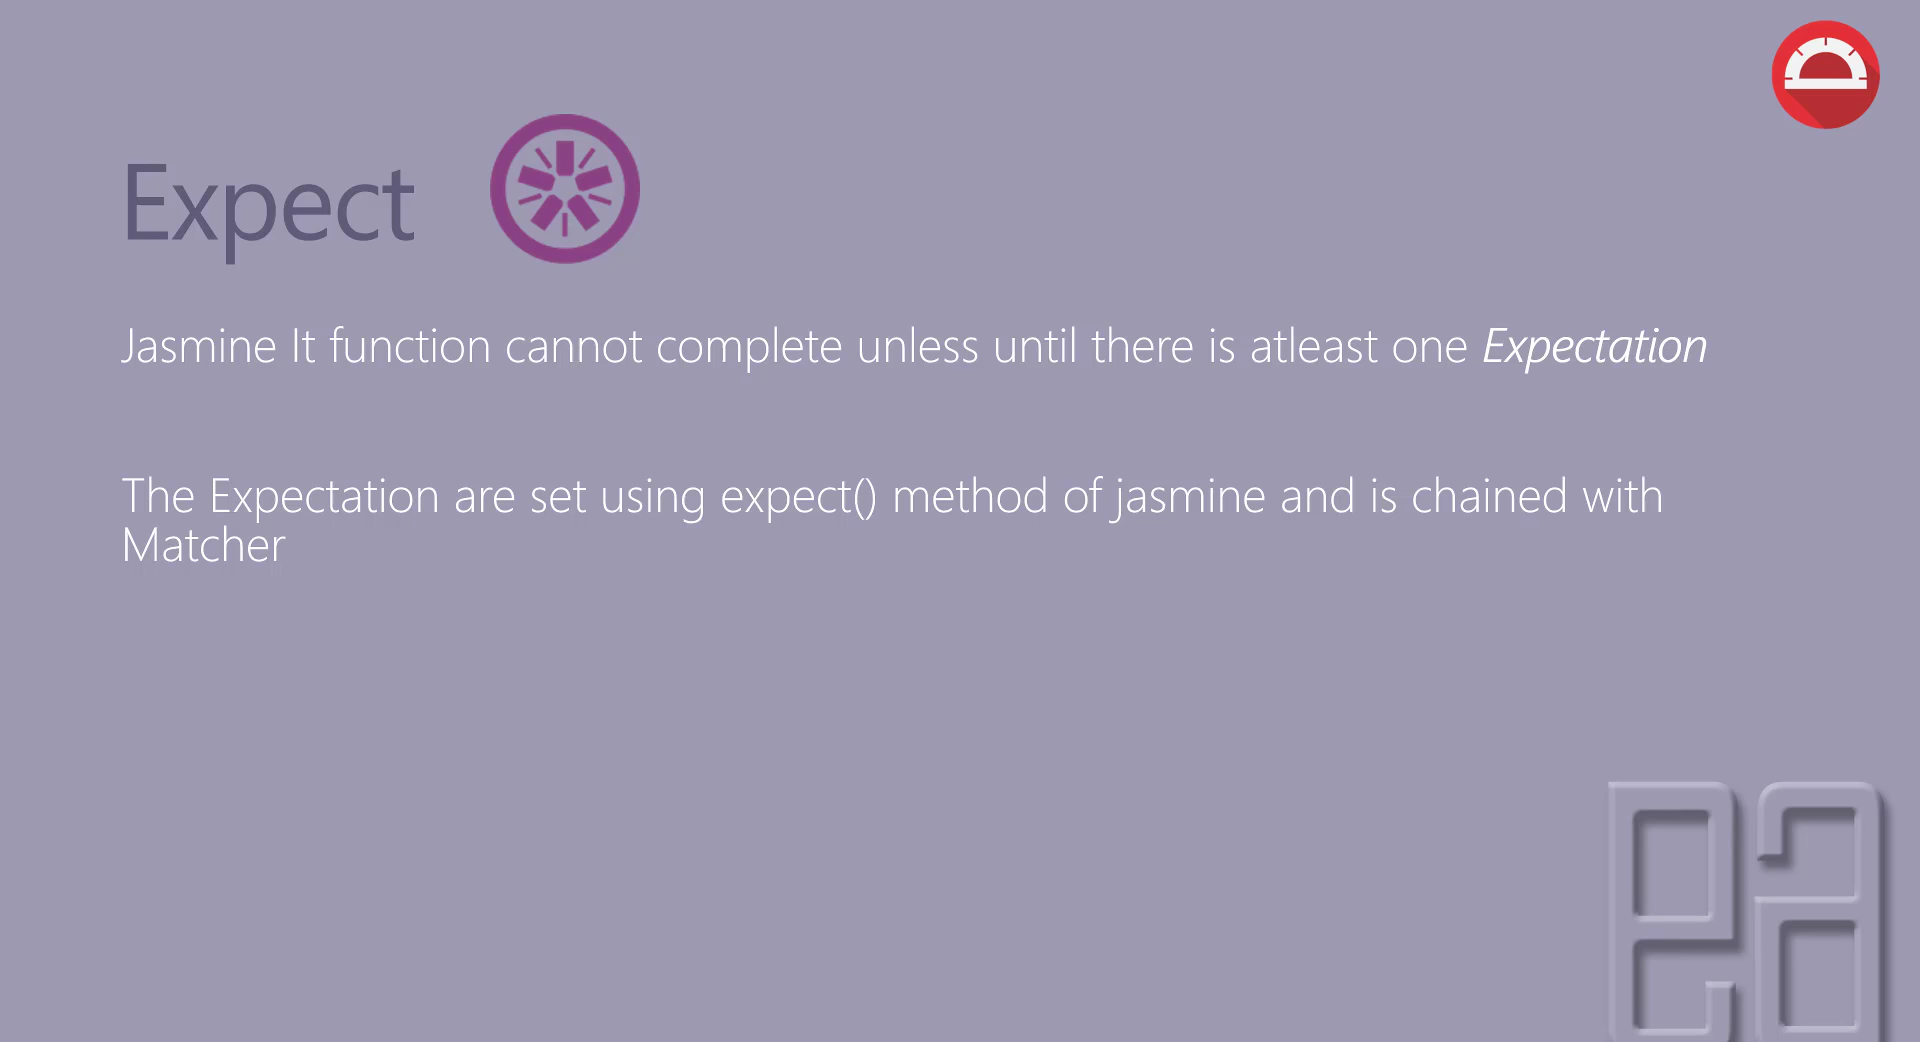 Expect
Jasmine It function cannot complete unless until there is atleast one Expectation
The Expectation are set using expect() method of jasmine and is chained with
Matcher
ea